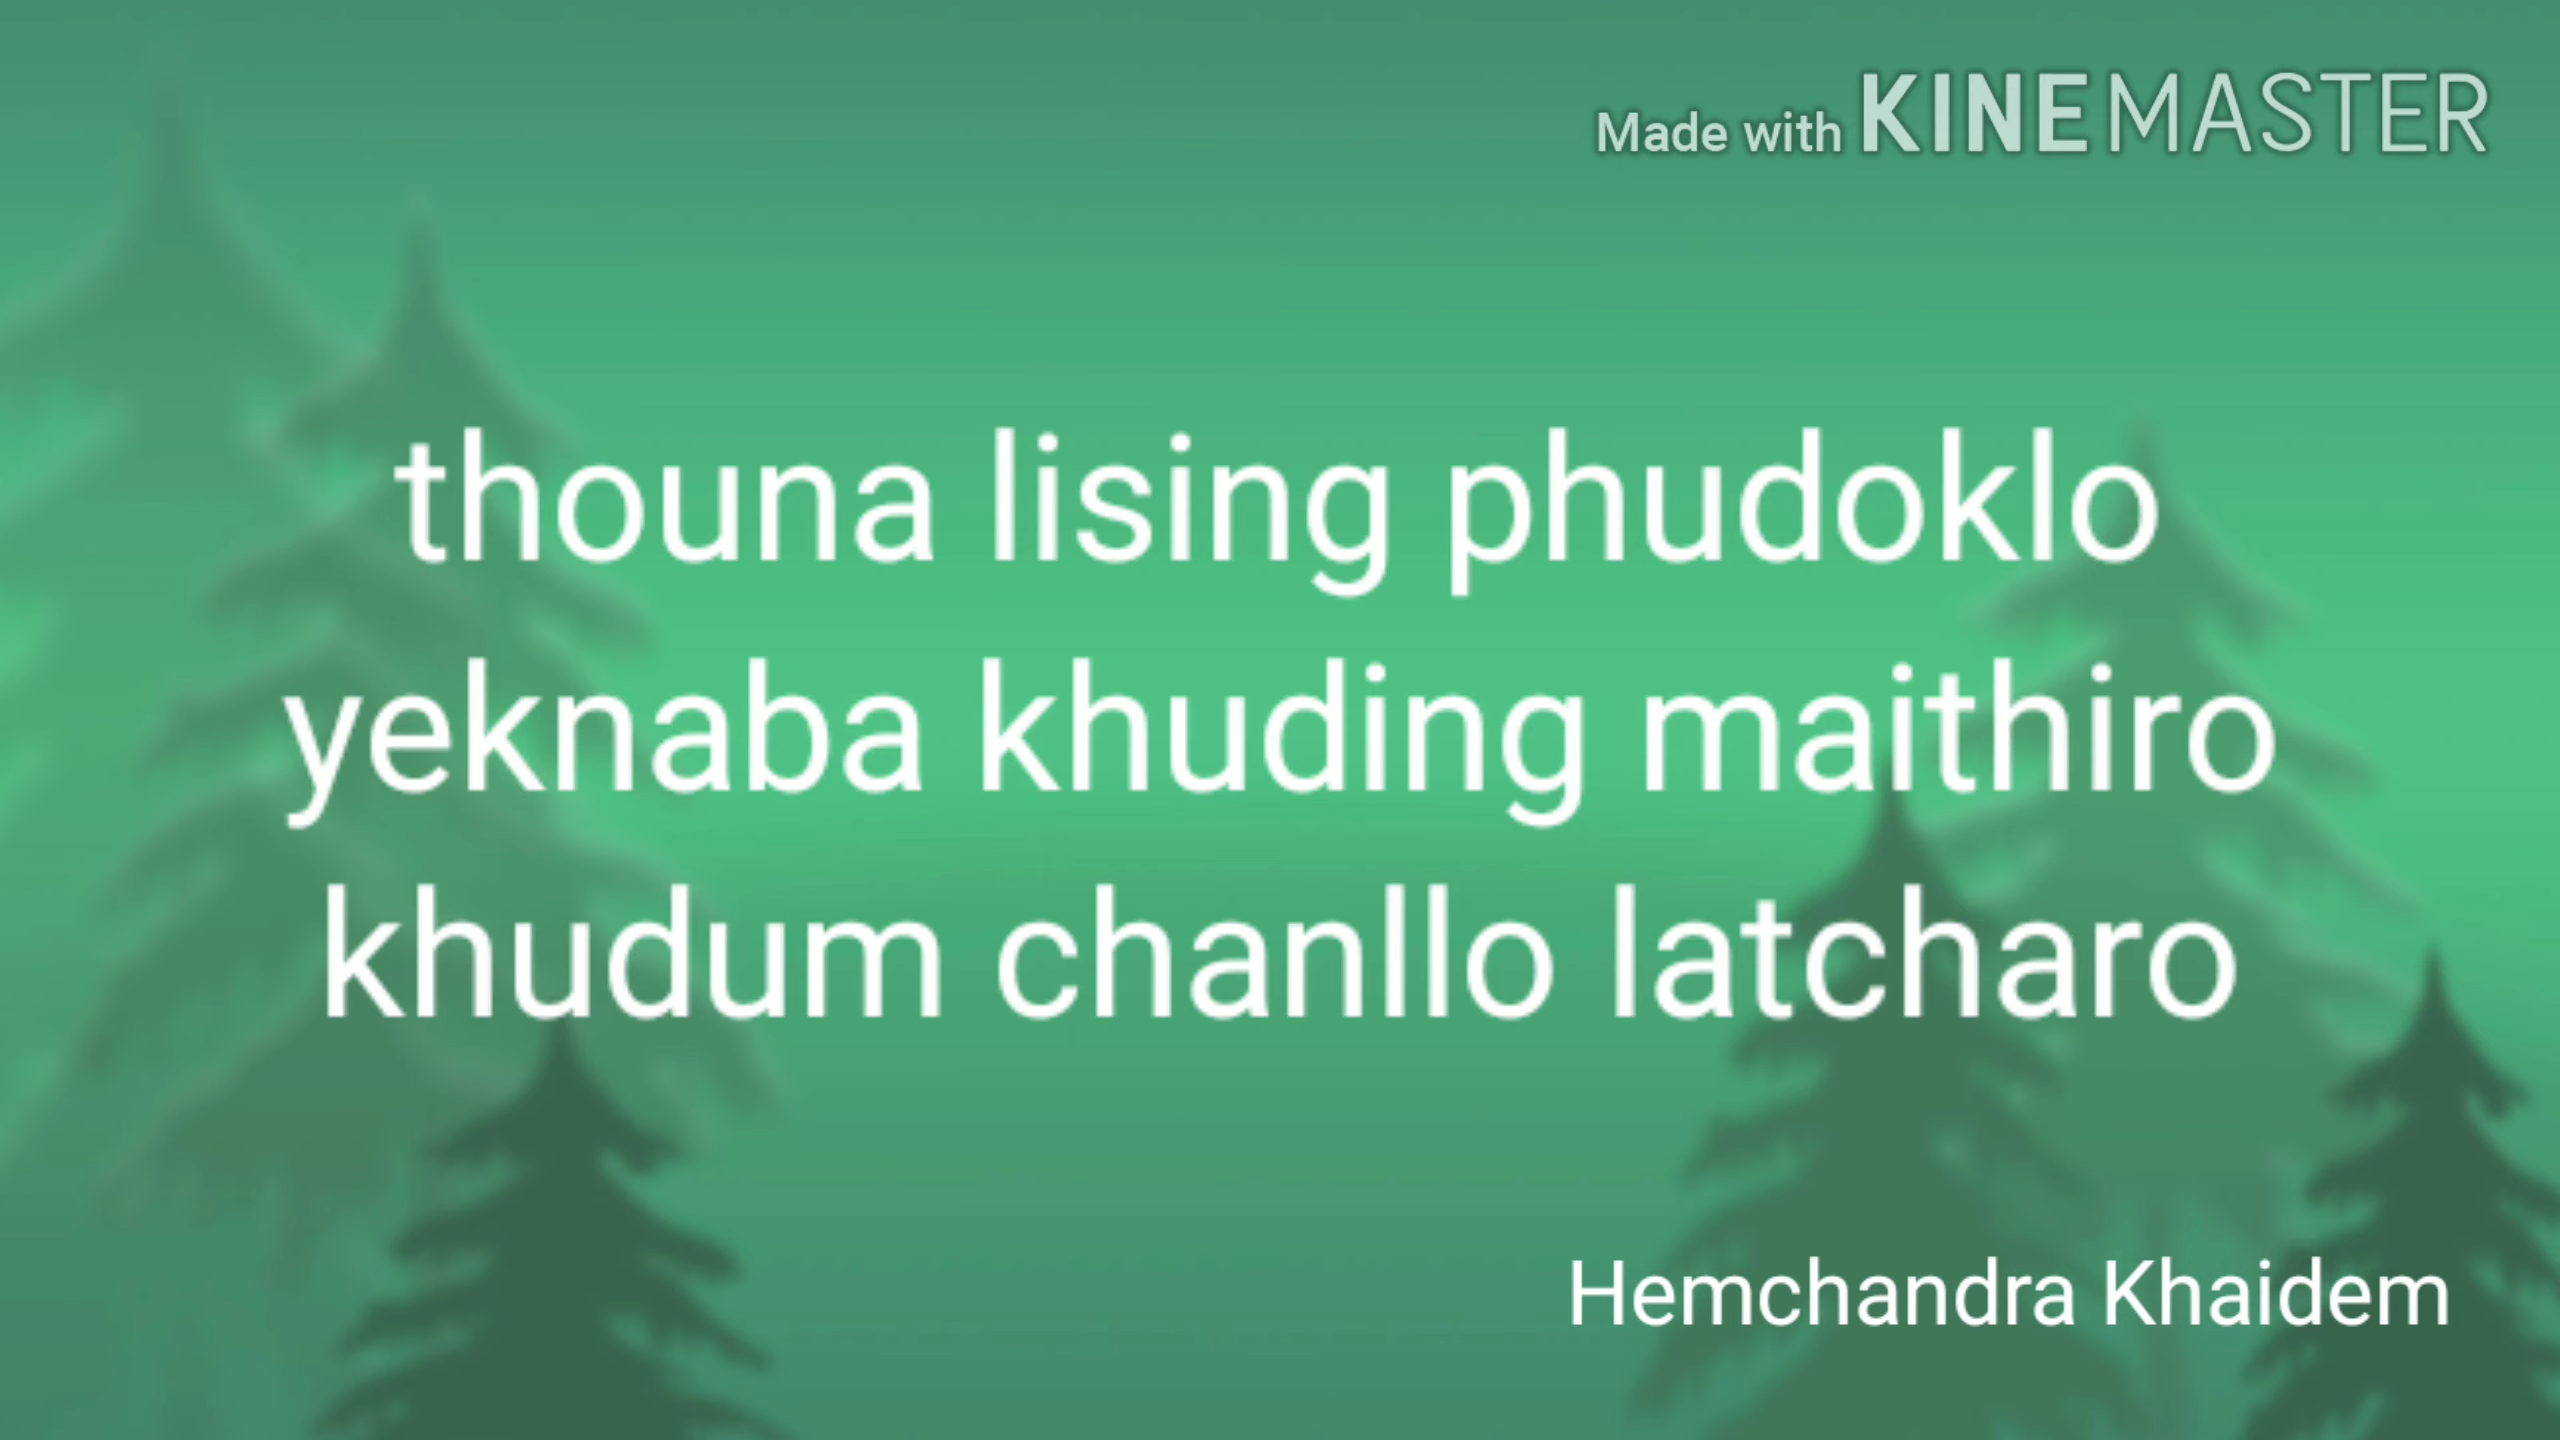 Made with KINEMASTER
thouna lising phudoklo
yeknaba khuding maithiro
khudum chanllo latcharo
Hemchandra Khaidem